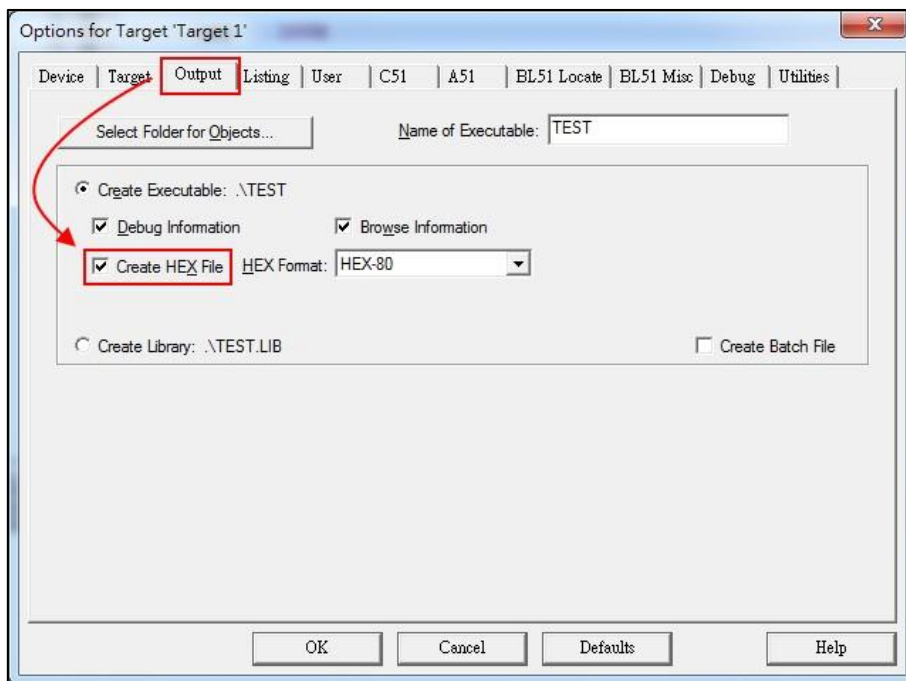 Options for Target 'Target 1'
Device | Target | Output | Listing | User | C51 | A51 | BL51 Locate | BL51 Misc | Debug | Utilities |
Select Folder for Objects... Name of Executable: TEST
Create Executable: .\TEST
Debug Information Browse Information
Create HEX File HEX Format: HEX-80
Create Library: .\TEST.LIB Create Batch File
OK Cancel Defaults Help